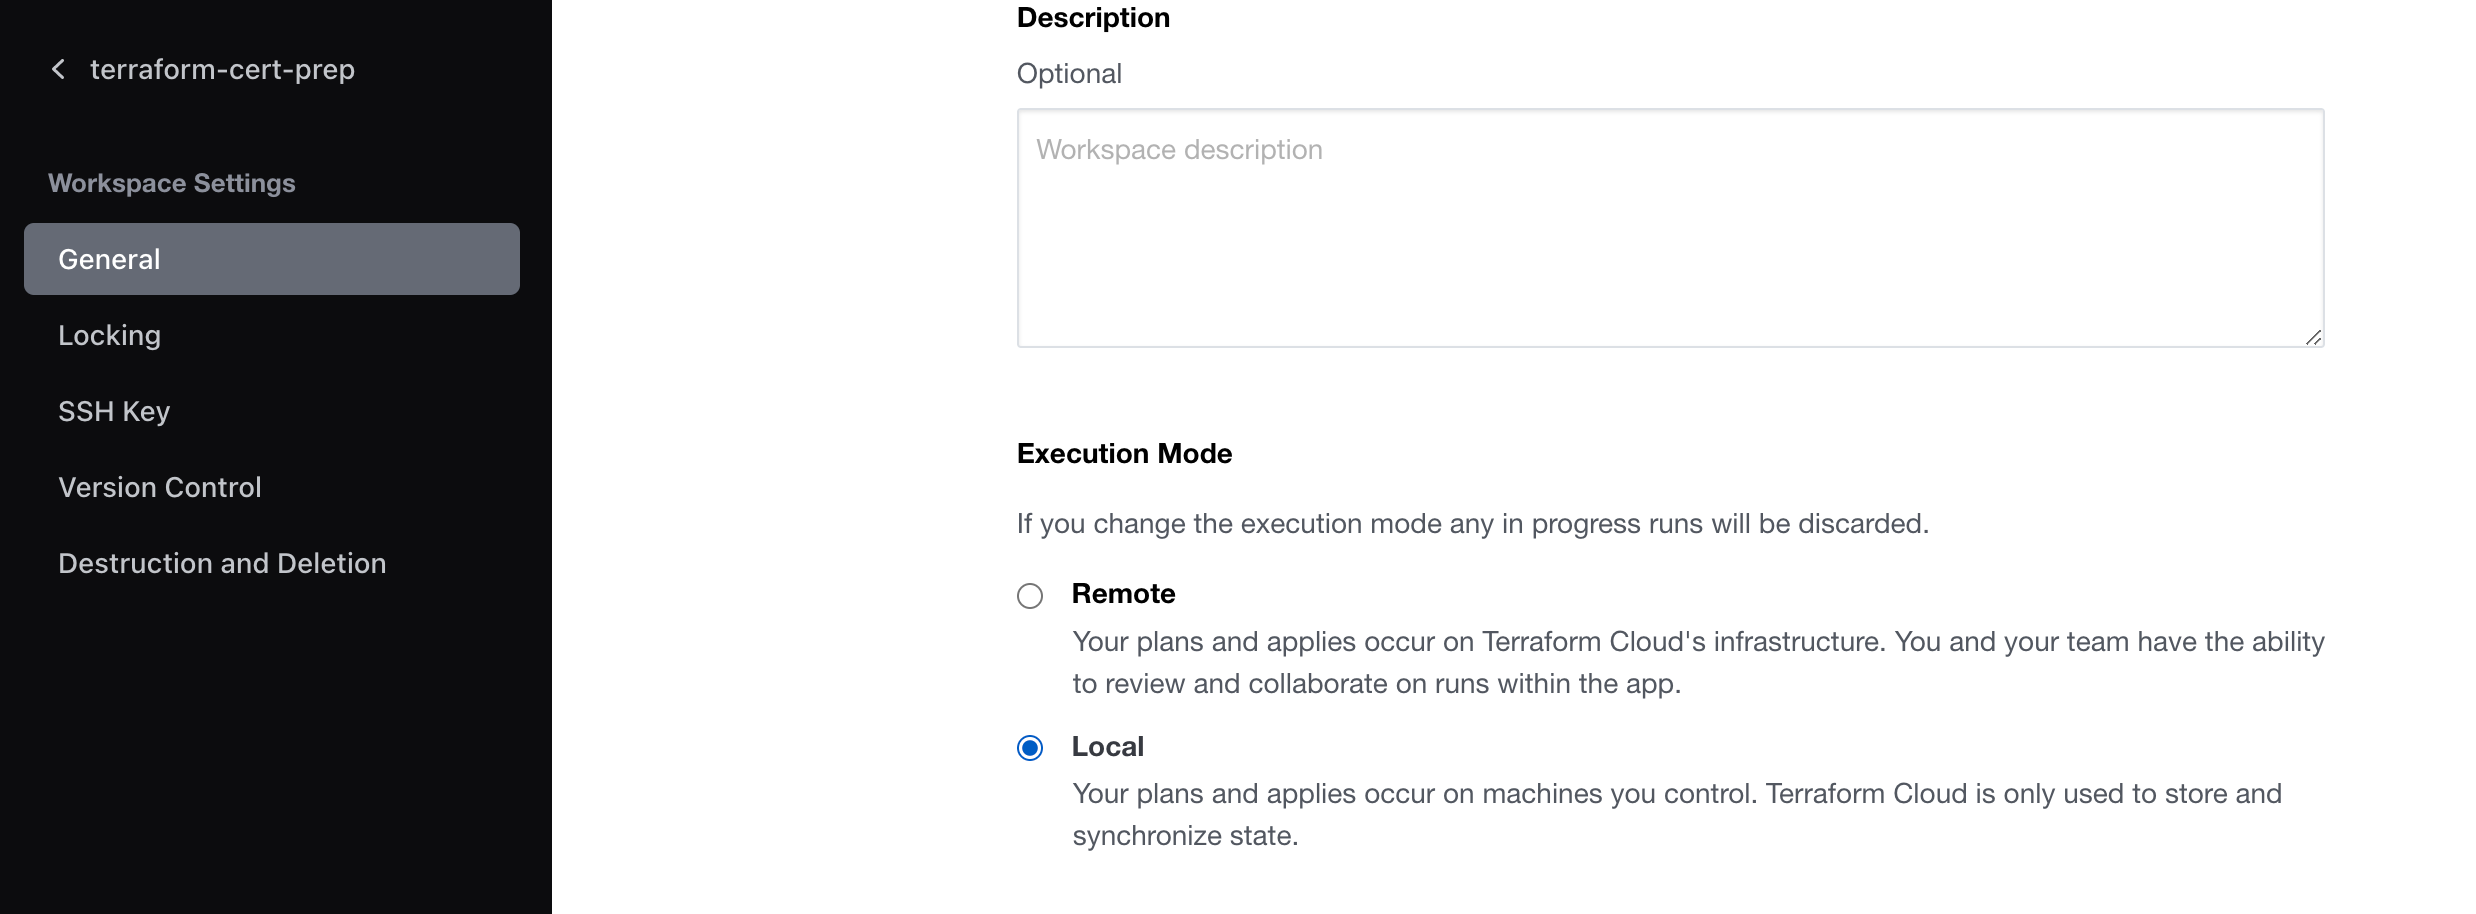 terraform-cert-prep
Workspace Settings
General
Locking
SSH Key
Version Control
Destruction and Deletion
Description
Optional
Workspace description
Execution Mode
If you change the execution mode any in progress runs will be discarded.
Remote
Your plans and applies occur on Terraform Cloud's infrastructure. You and your team have the ability
to review and collaborate on runs within the app.
Local
Your plans and applies occur on machines you control. Terraform Cloud is only used to store and
synchronize state.